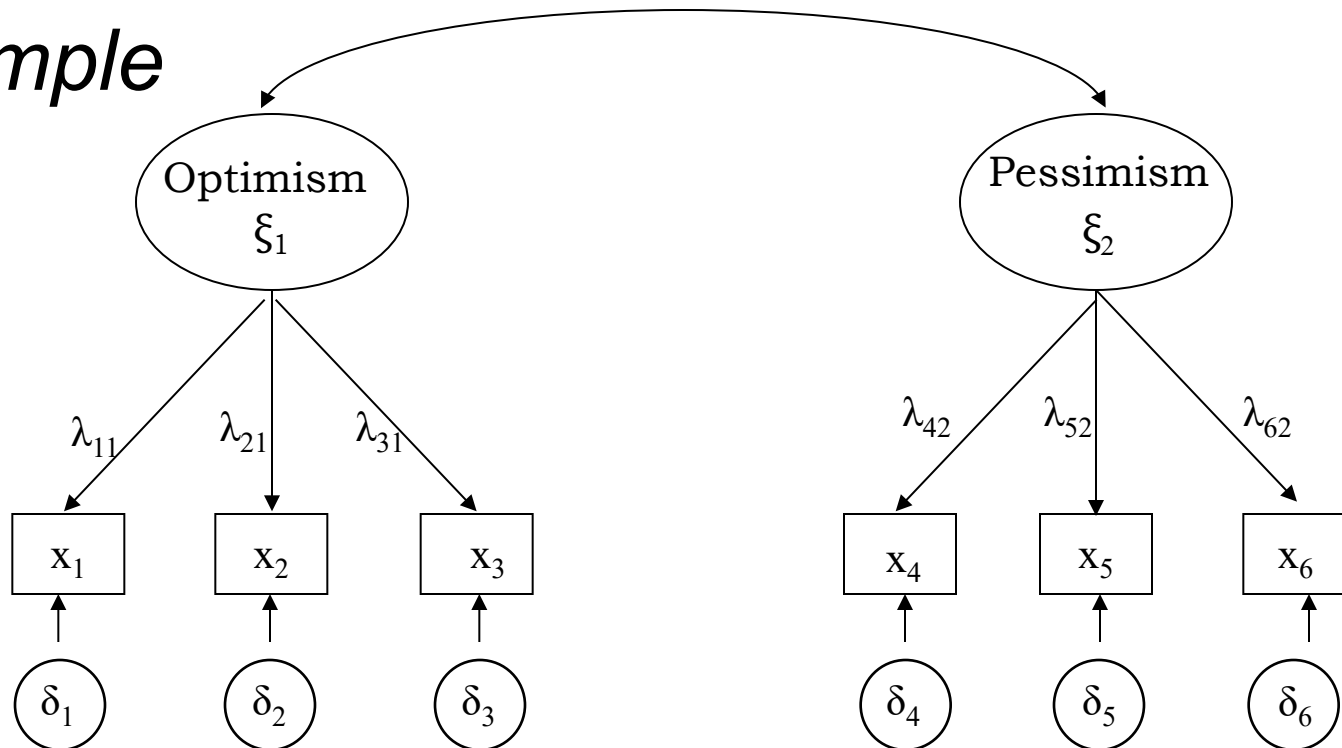 mple
Optimism
ξ₁
Pessimism
ξ₂
λ₁₁
λ₂₁
λ₃₁
λ₄₂
λ₅₂
λ₆₂
x₁
x₂
x₃
x₄
x₅
x₆
δ₁
δ₂
δ₃
δ₄
δ₅
δ₆